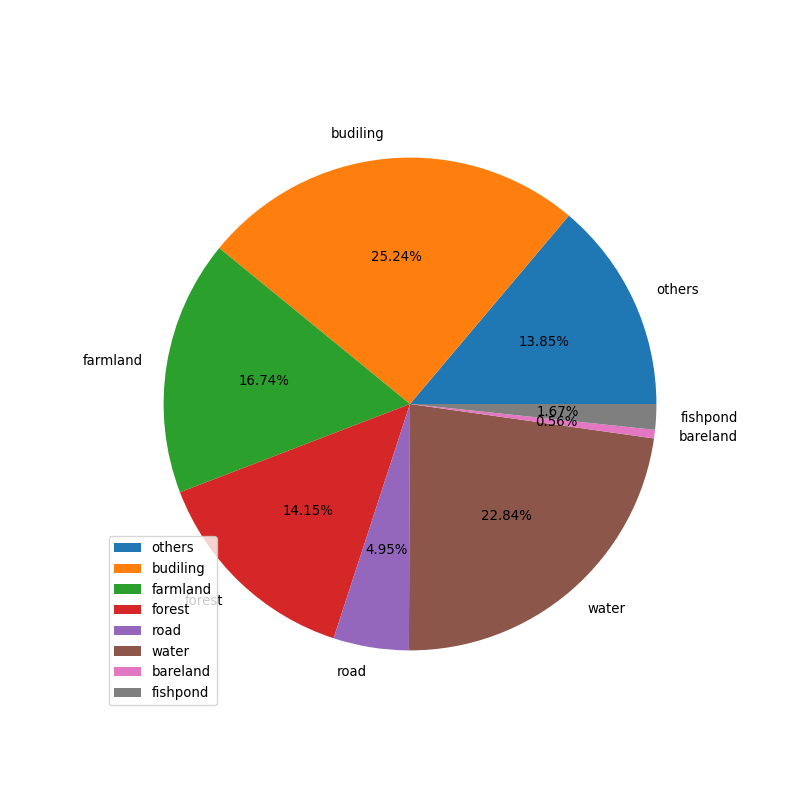 budiling
25.24%
others
13.85%
farmland
16.74%
1.67%
fishpond
0.56%
bareland
14.15%
22.84%
4.95%
forest
water
road
others
budiling
farmland
forest
road
water
bareland
fishpond